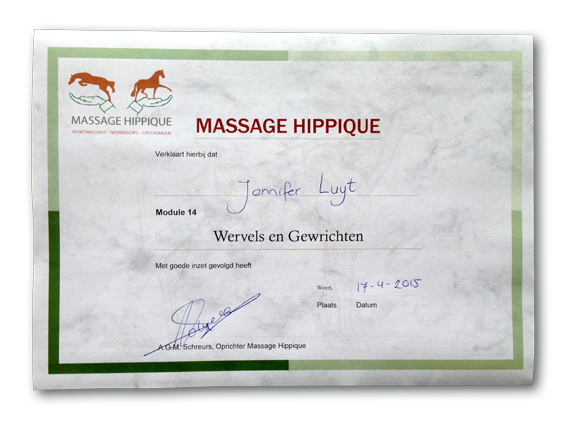 MASSAGE HIPPIQUE
SPORTMASSAGE - WORKSHOPS - OPLEIDINGEN
MASSAGE HIPPIQUE
Verklaart hierbij dat
Jennifer Luyt
Module 14
Wervels en Gewrichten
Met goede inzet gevolgd heeft
Weert, 17-4-2015
Plaats Datum
A.G.M. Schreurs, Oprichter Massage Hippique